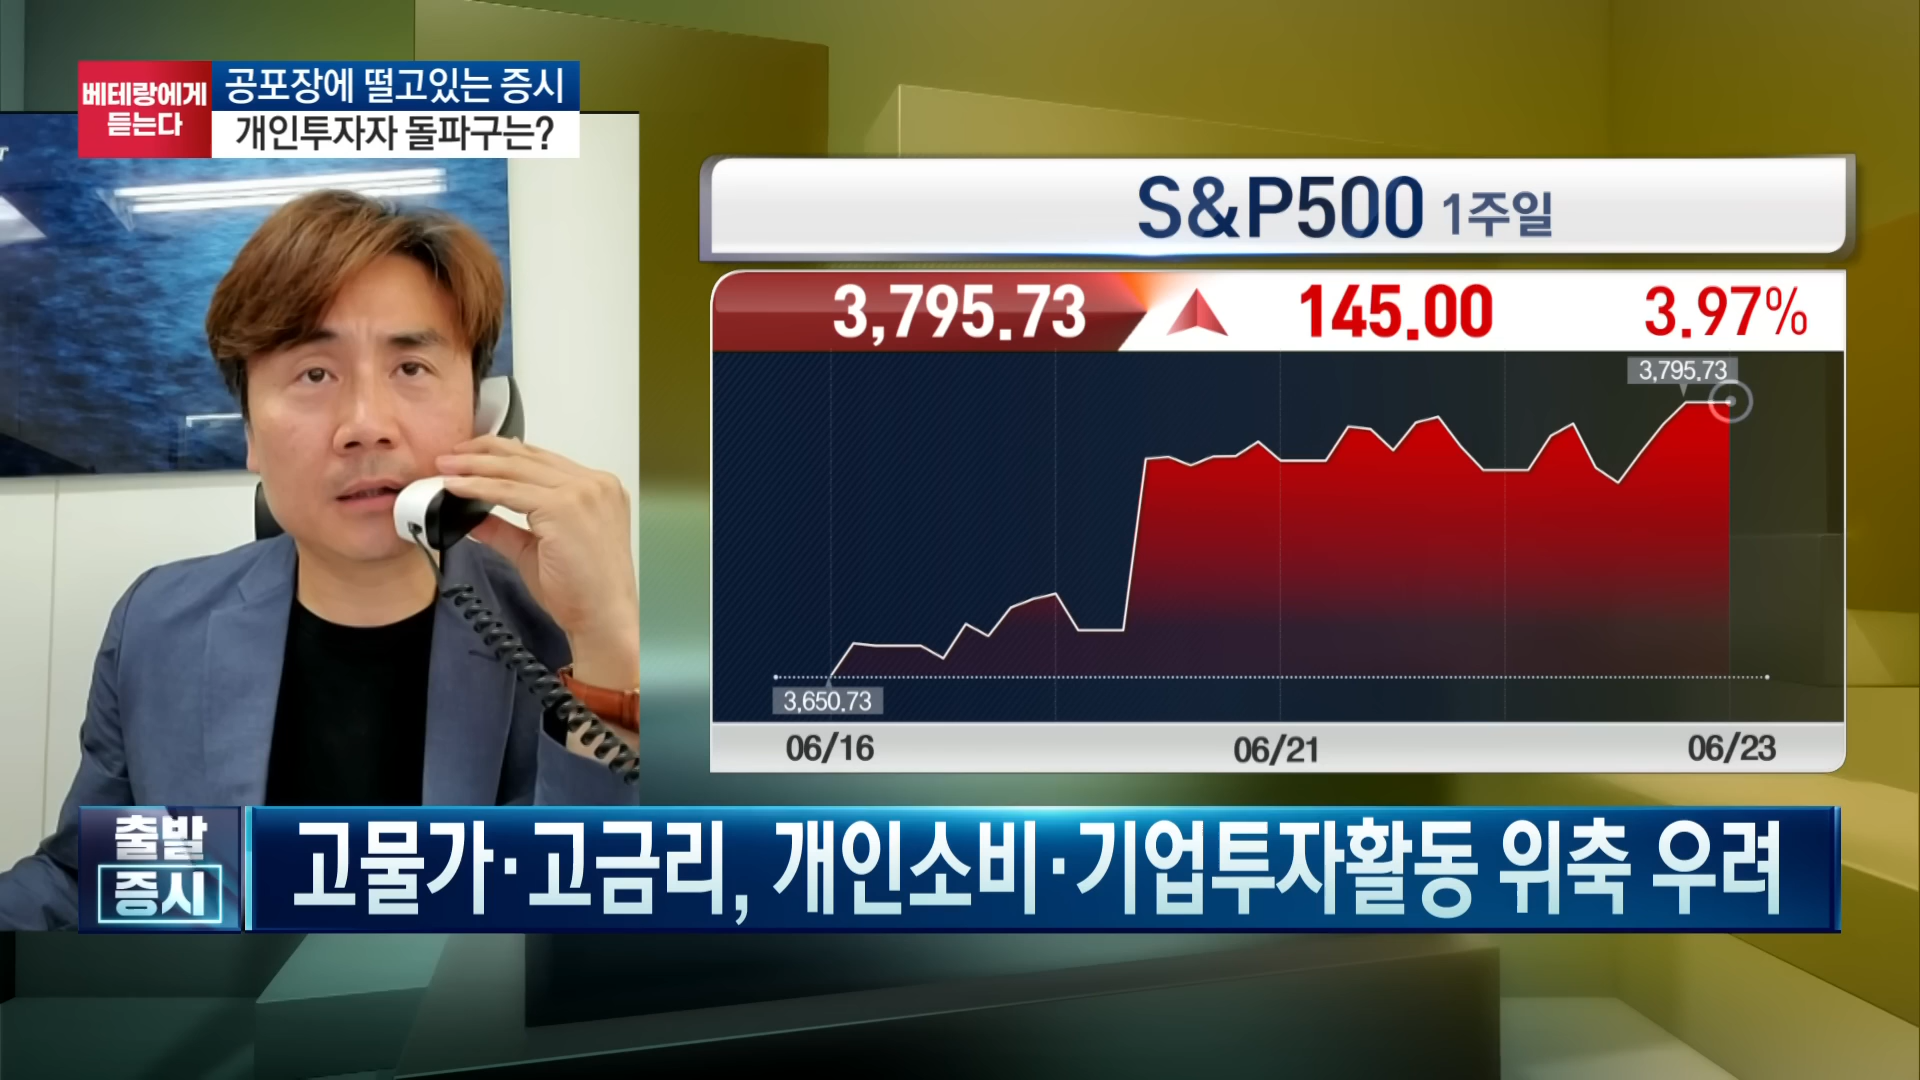 베테랑에게
듣는다
공포장에 떨고있는 증시
개인투자자 돌파구는?
S&P500 1주일
3,795.73 145.00 3.97%
3,795.73
3,650.73
06/16 06/21 06/23
출발
증시
고물가·고금리, 개인소비·기업투자활동 위축 우려